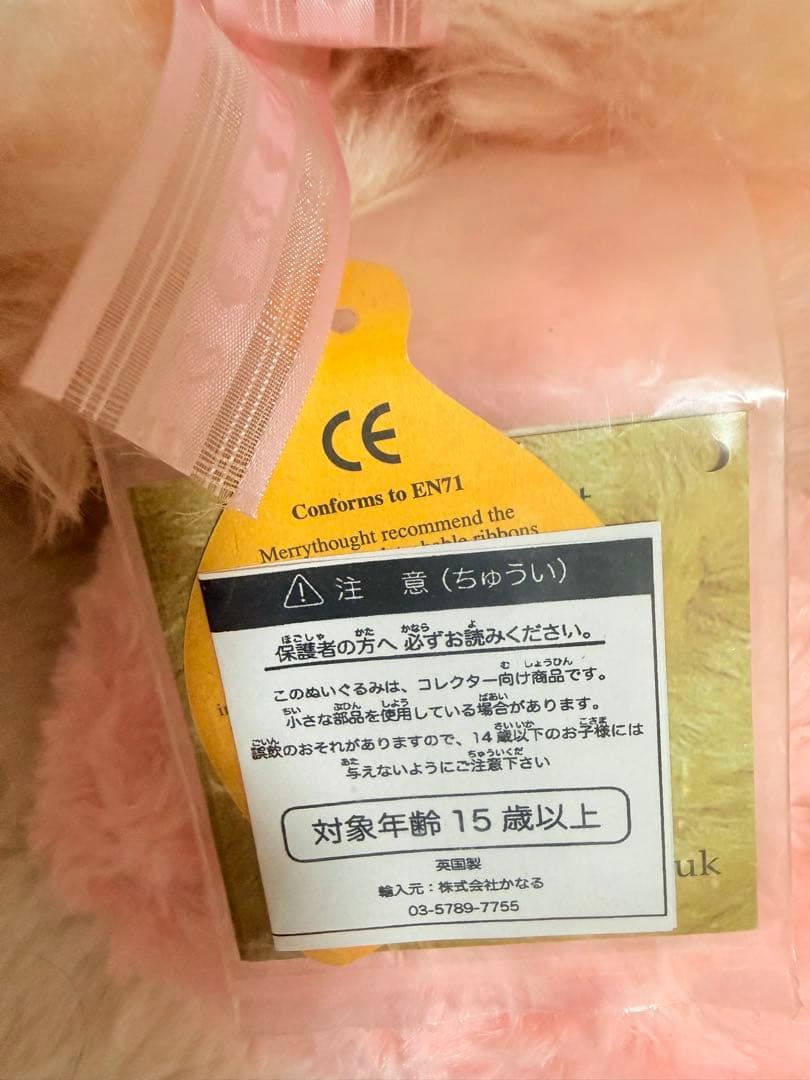 CE
Conforms to EN71
Merrythought recommend the
ribbons
注 意(ちゅうい)
保護者の方へ 必ずお読みください。
このぬいぐるみは、コレクター向け商品です。
小さな部品を使用している場合があります。
誤飲のおそれがありますので、14歳以下のお子様には
与えないようにご注意下さい
対象年齢 15 歳以上
英国製
輸入元:株式会社かなる
03-5789-7755
uk